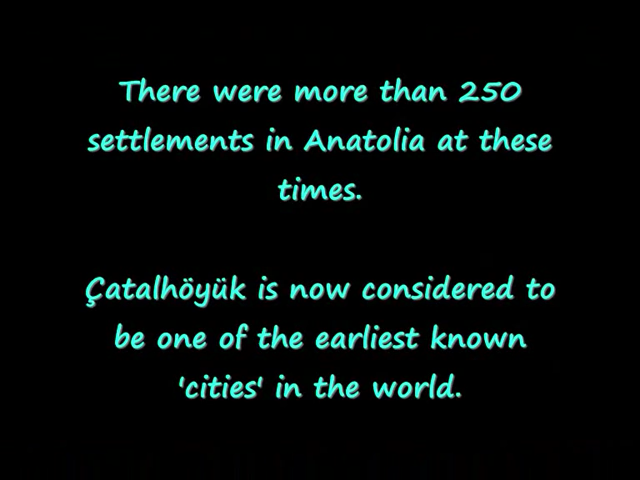 There were more than 250
settlements in Anatolia at these
times.
Çatalhöyük is now considered to
be one of the earliest known
'cities' in the world.